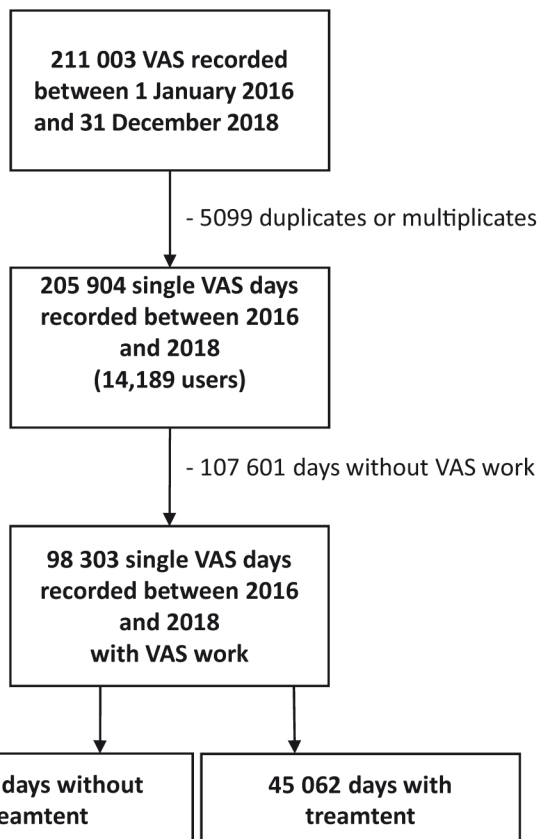 211 003 VAS recorded
between 1 January 2016
and 31 December 2018
- 5099 duplicates or multiplicates
205 904 single VAS days
recorded between 2016
and 2018
(14,189 users)
- 107 601 days without VAS work
98 303 single VAS days
recorded between 2016
and 2018
with VAS work
days without
eamtent
45 062 days with
treamtent